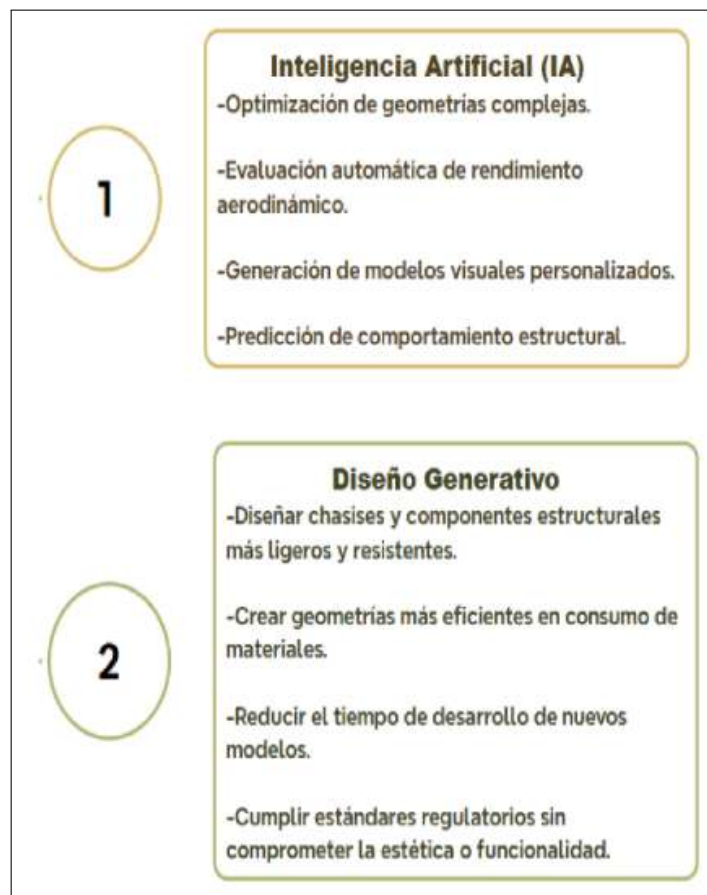 Inteligencia Artificial (IA)
-Optimización de geometrías complejas.
-Evaluación automática de rendimiento
aerodinámico.
1
-Generación de modelos visuales personalizados.
-Predicción de comportamiento estructural.
Diseño Generativo
-Diseñar chasises y componentes estructurales
más ligeros y resistentes.
-Crear geometrías más eficientes en consumo de
materiales.
2
-Reducir el tiempo de desarrollo de nuevos
modelos.
-Cumplir estándares regulatorios sin
comprometer la estética o funcionalidad.